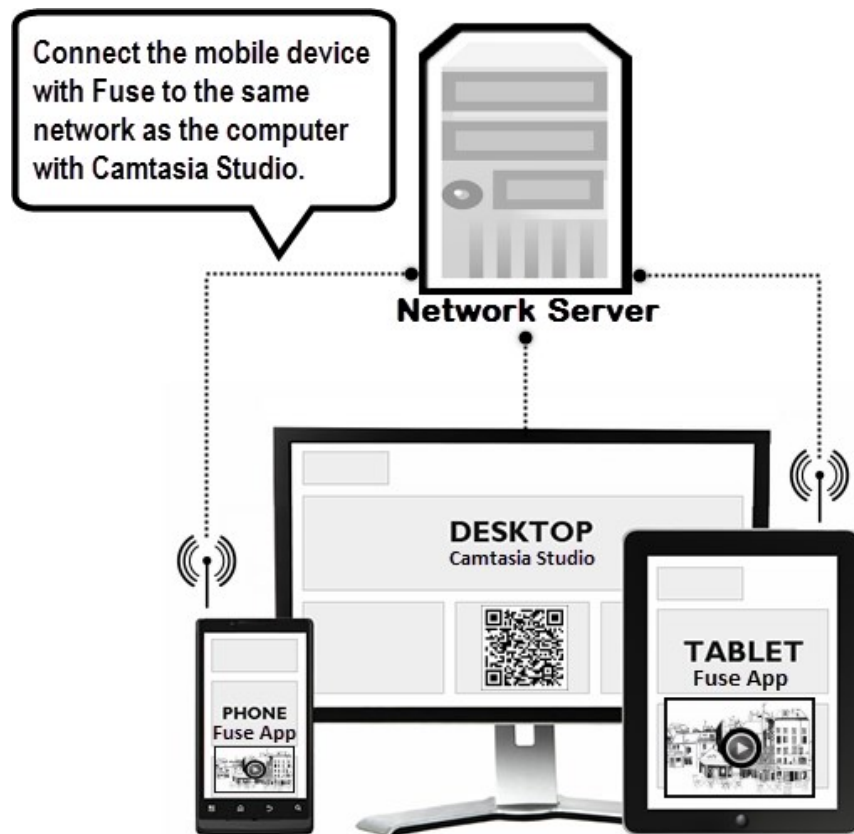 Connect the mobile device
with Fuse to the same
network as the computer
with Camtasia Studio.
Network Server
DESKTOP
Camtasia Studio
TABLET
Fuse App
PHONE
Fuse App